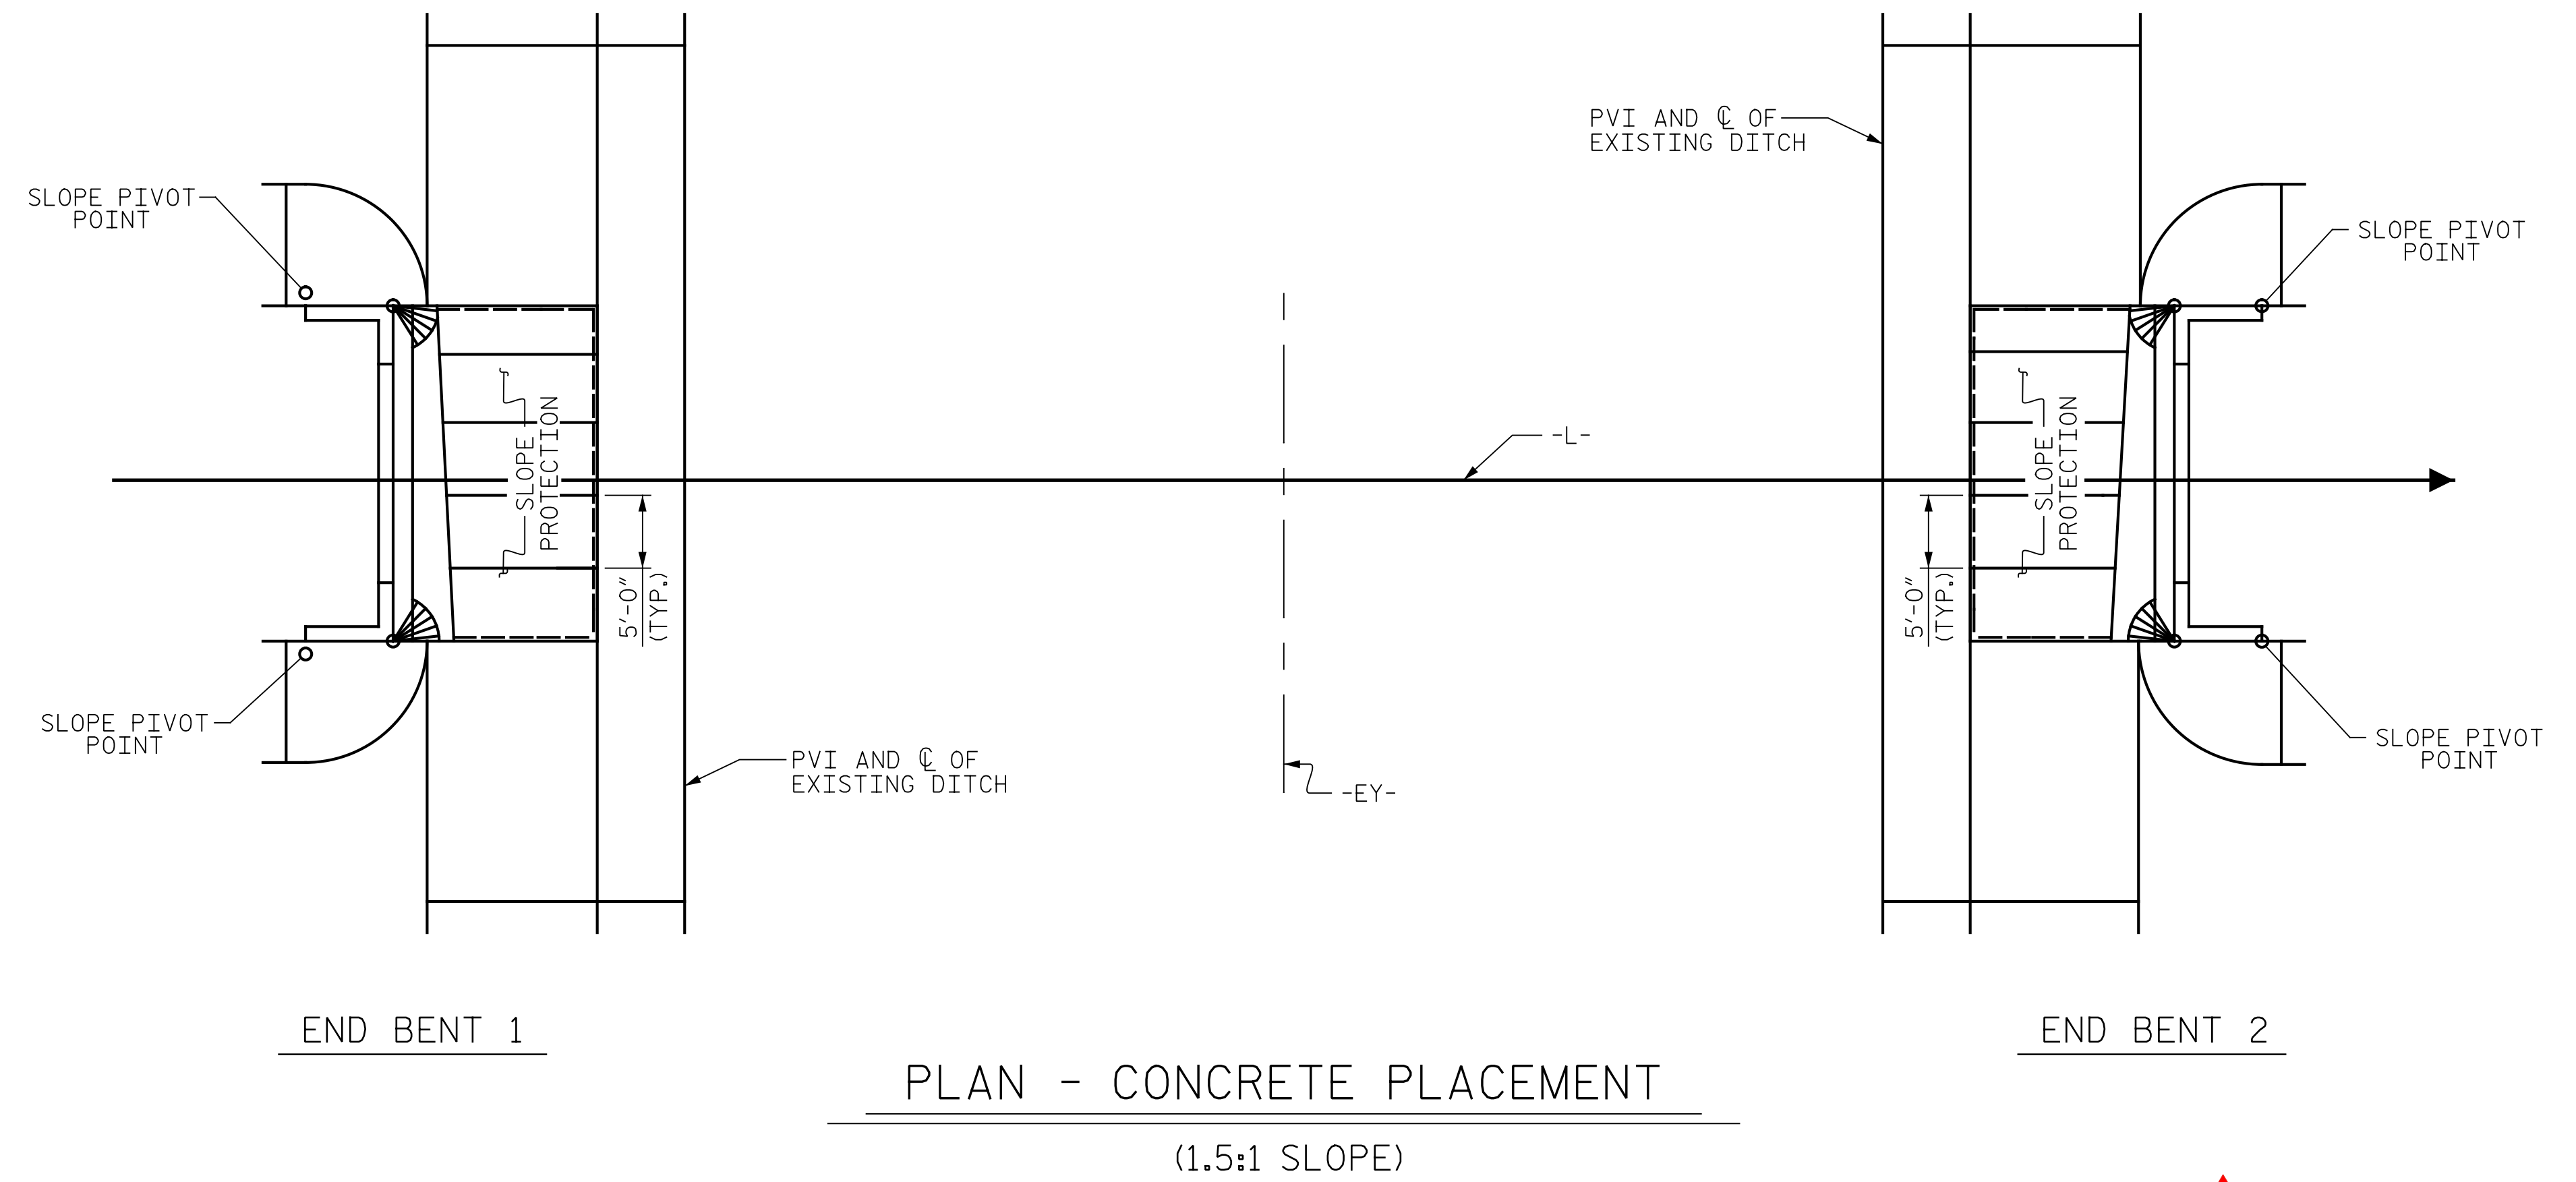 PVI AND ℄ OF
EXISTING DITCH
SLOPE PIVOT
POINT
SLOPE PIVOT
POINT
-L-
SLOPE
PROTECTION
SLOPE
PROTECTION
5'-0"
(TYP.)
5'-0"
(TYP.)
SLOPE PIVOT
POINT
SLOPE PIVOT
POINT
PVI AND ℄ OF
EXISTING DITCH
-EY-
END BENT 1
END BENT 2
PLAN - CONCRETE PLACEMENT
(1.5:1 SLOPE)